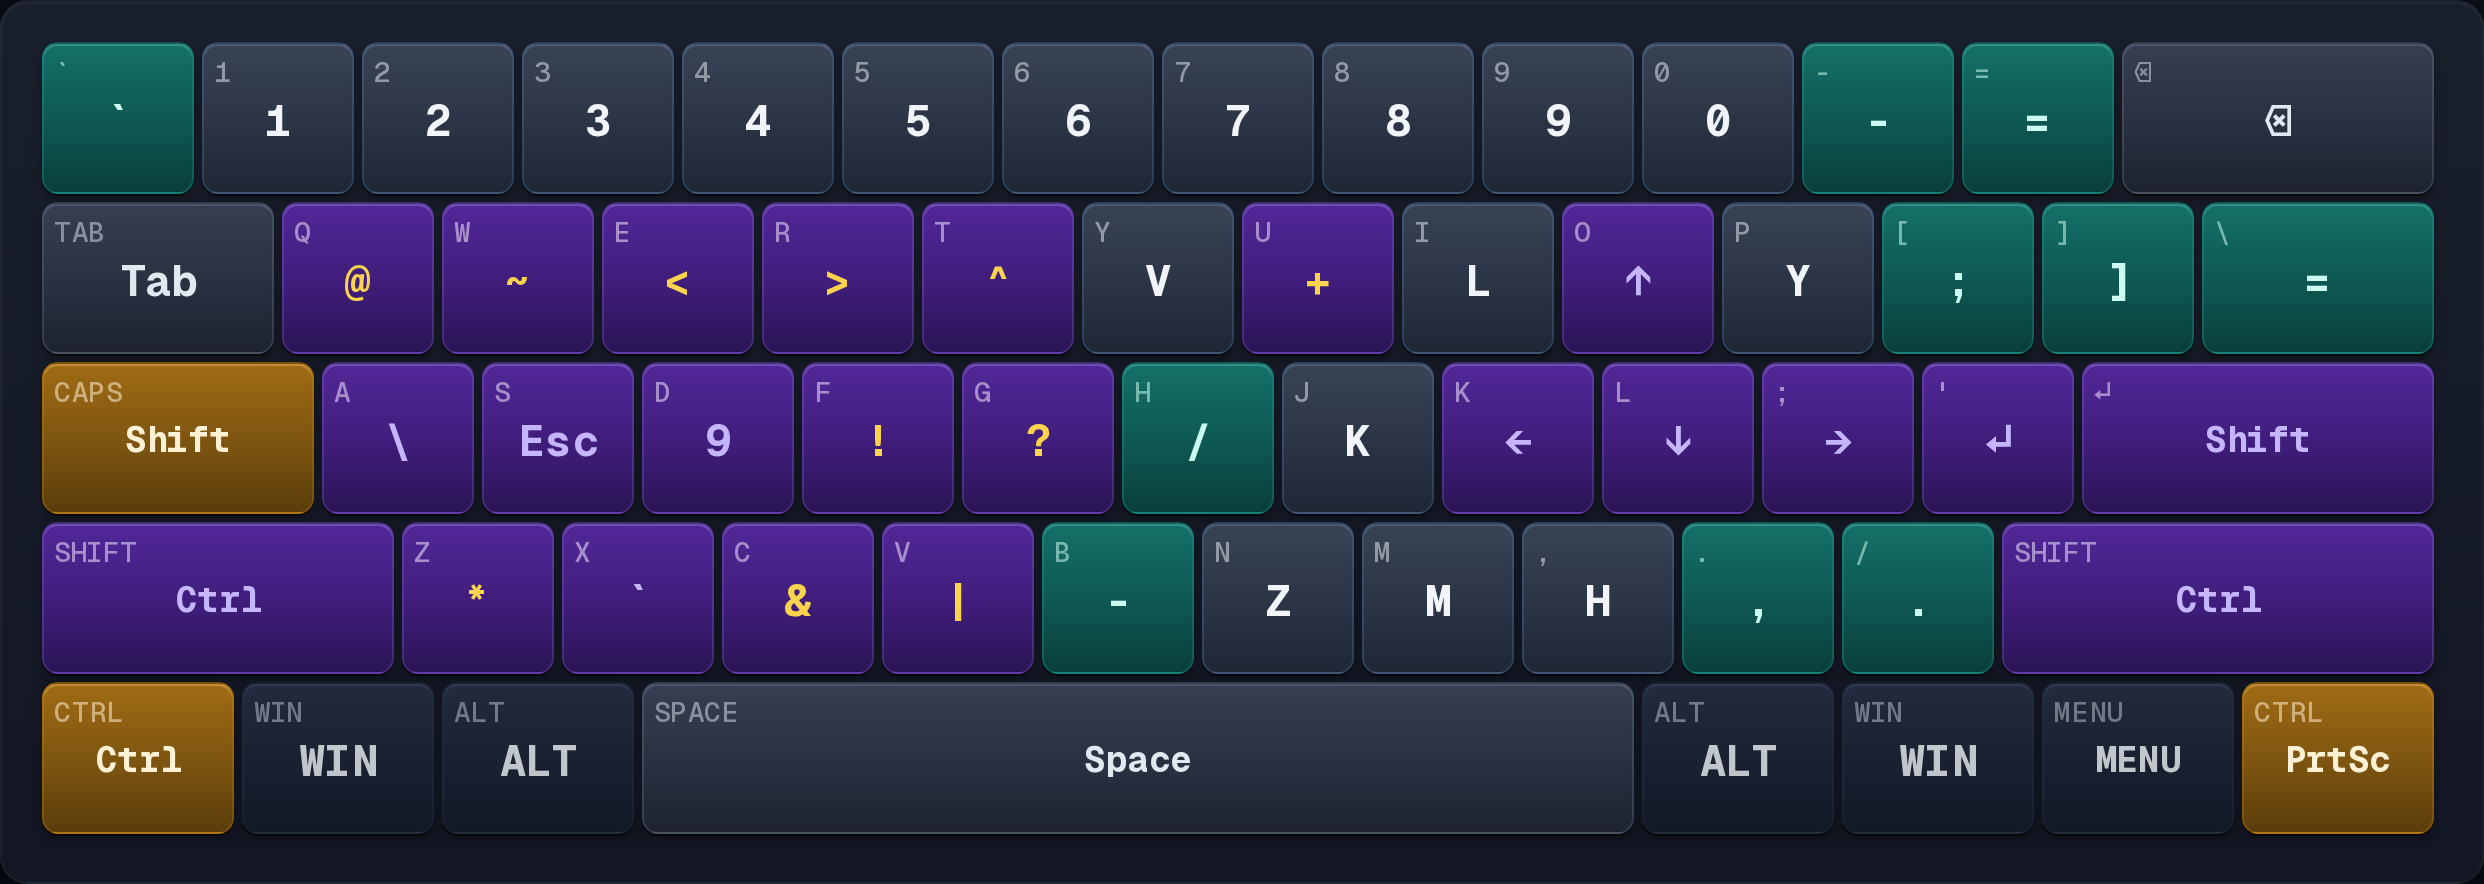 ` 1 2 3 4 5 6 7 8 9 0 - = ⌫
` 1 2 3 4 5 6 7 8 9 0 - = ⌫
TAB Q W E R T Y U I O P [ ] \
Tab @ ~ < > ^ V + L ↑ Y ; ] =
CAPS A S D F G H J K L ; ' ↵
Shift \ Esc 9 ! ? / K ← ↓ → ↵ Shift
SHIFT Z X C V B N M , . / SHIFT
Ctrl * ` & | - Z M H , . Ctrl
CTRL WIN ALT SPACE ALT WIN MENU CTRL
Ctrl WIN ALT Space ALT WIN MENU PrtSc